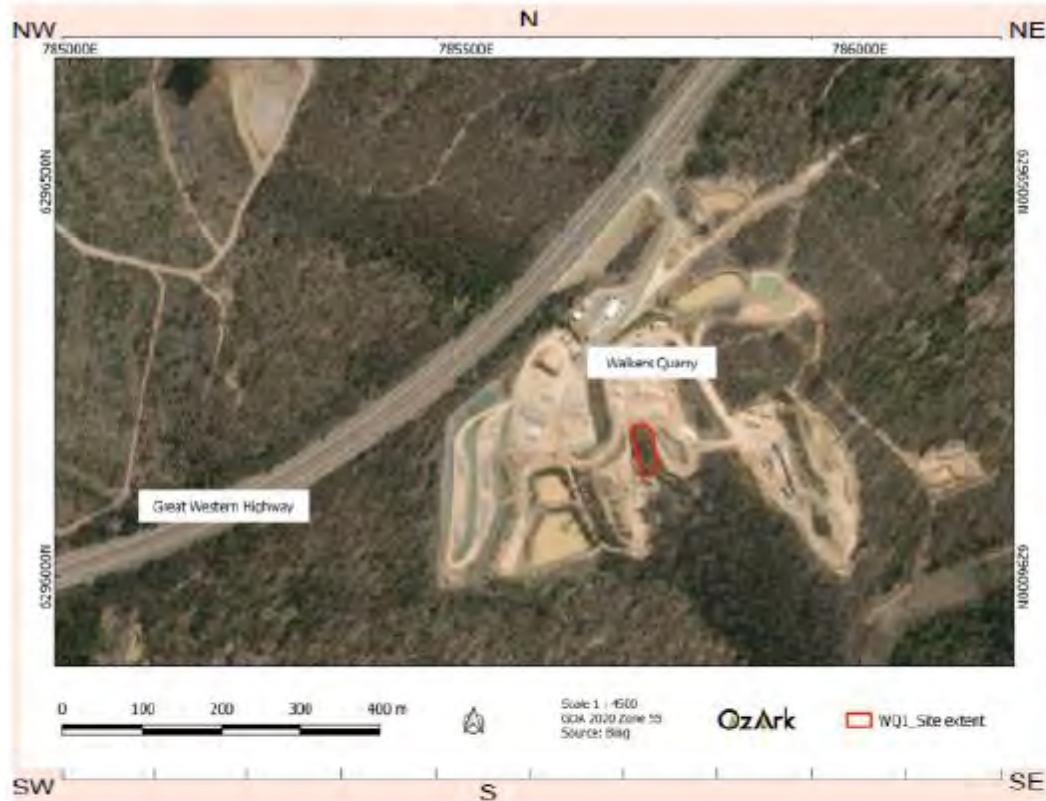 N
NW
NE
785000E
785500E
786000E
6296500N
6296500N
Walkers Quarry
Great Western Highway
6296000N
6296000N
0 100 200 300 400 m
Scale 1 : 4500
GDA 2020 Zone 55
Source: Bing
OzArk
WQ1_Site extent
SW
S
SE